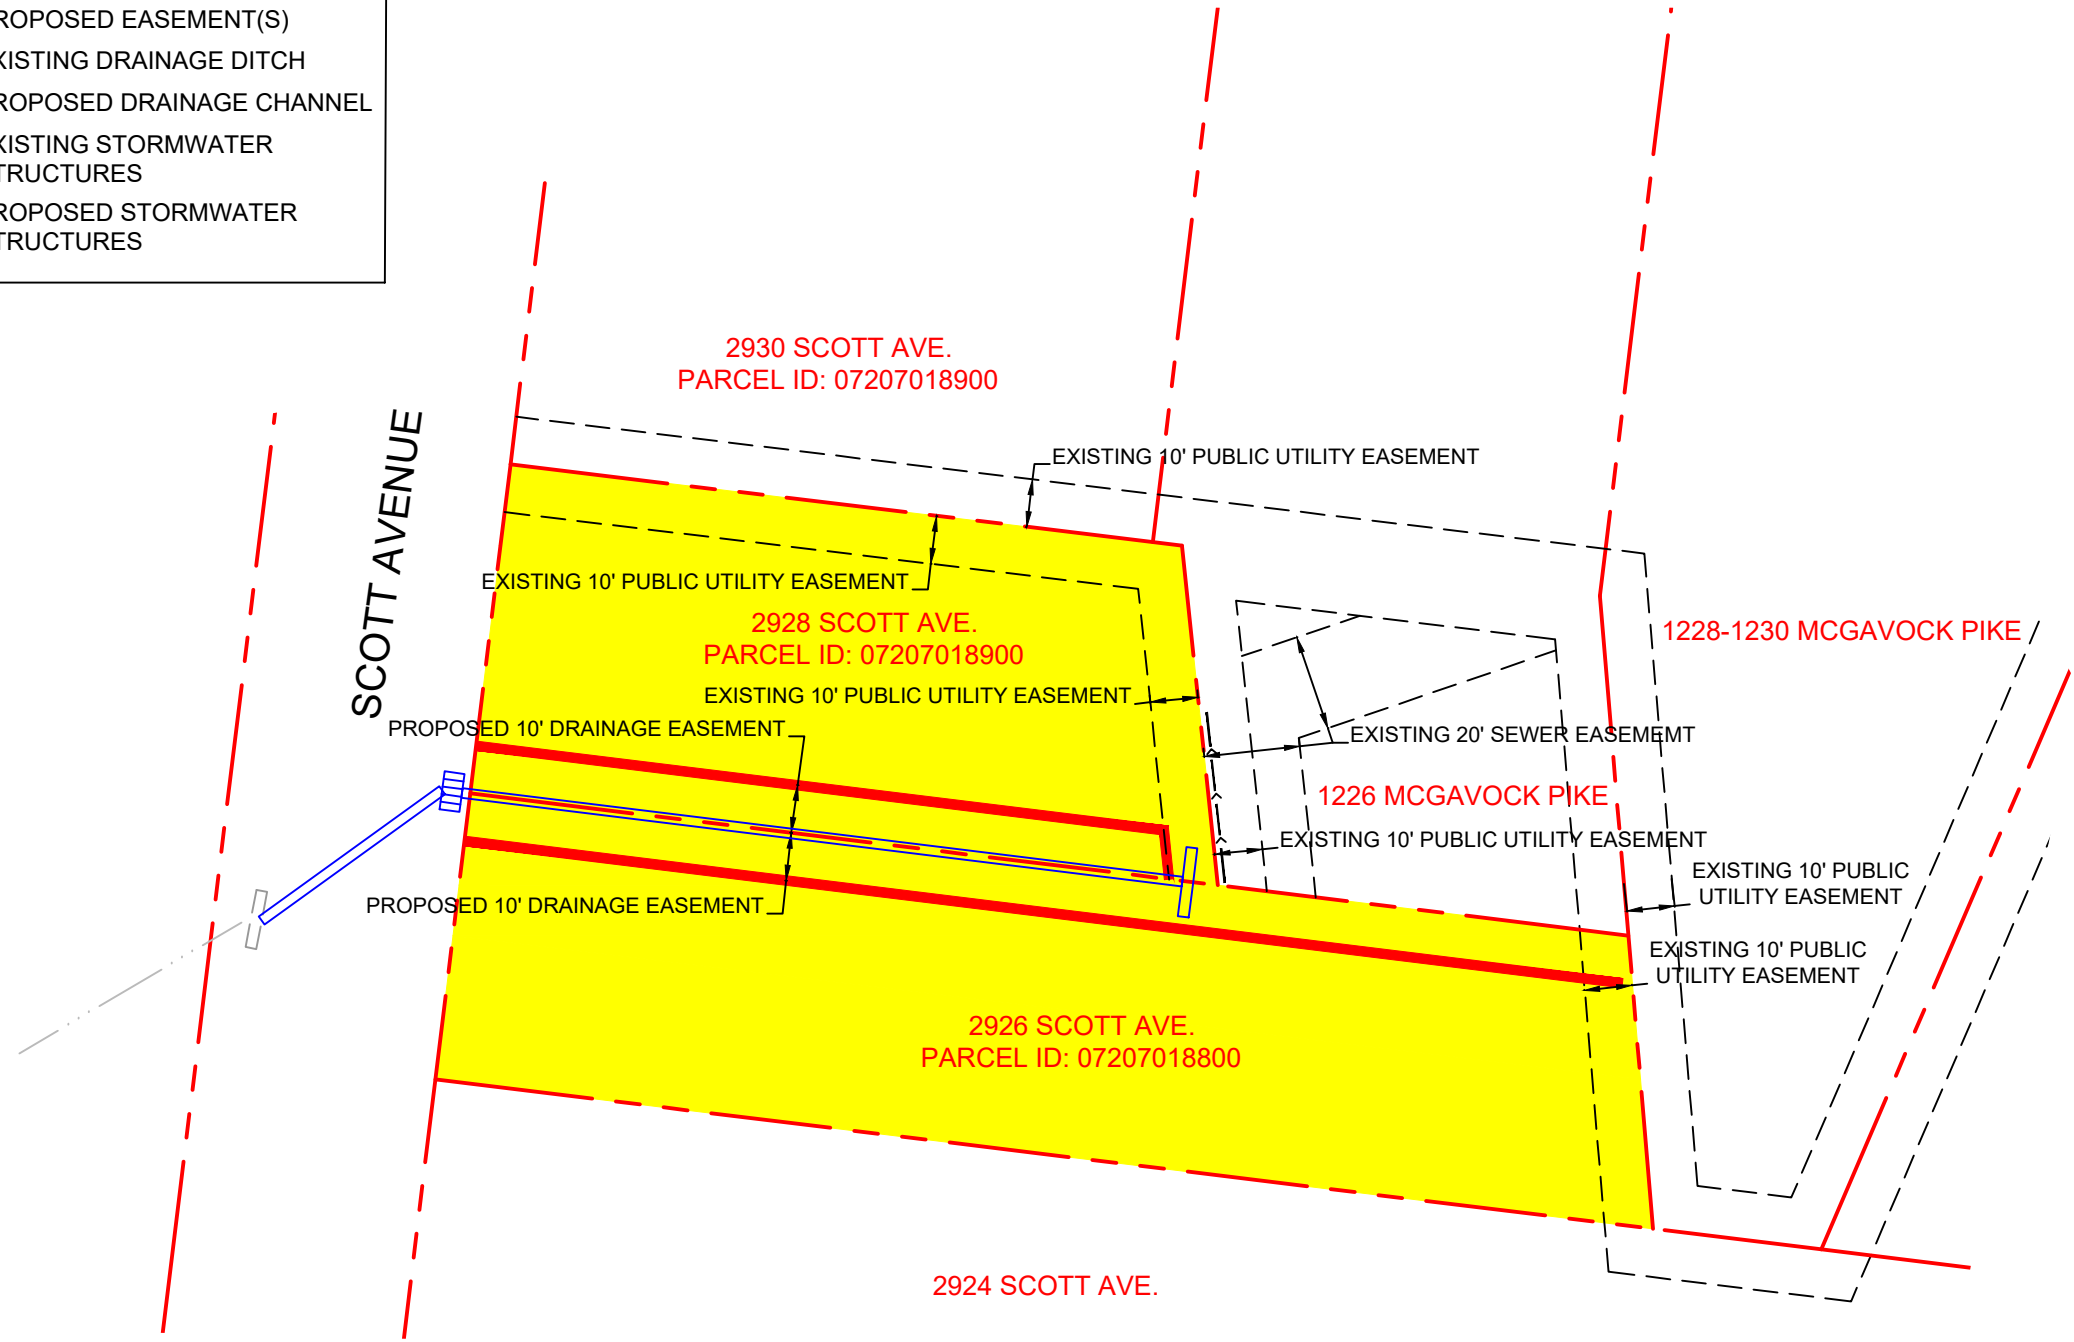 ROPOSED EASEMENT(S)
XISTING DRAINAGE DITCH
ROPOSED DRAINAGE CHANNEL
XISTING STORMWATER
TRUCTURES
ROPOSED STORMWATER
TRUCTURES
2930 SCOTT AVE.
PARCEL ID: 07207018900
SCOTT AVENUE
EXISTING 10' PUBLIC UTILITY EASEMENT
EXISTING 10' PUBLIC UTILITY EASEMENT
2928 SCOTT AVE.
PARCEL ID: 07207018900
1228-1230 MCGAVOCK PIKE
EXISTING 10' PUBLIC UTILITY EASEMENT
PROPOSED 10' DRAINAGE EASEMENT
EXISTING 20' SEWER EASEMEMT
1226 MCGAVOCK PIKE
EXISTING 10' PUBLIC UTILITY EASEMENT
EXISTING 10' PUBLIC
UTILITY EASEMENT
PROPOSED 10' DRAINAGE EASEMENT
EXISTING 10' PUBLIC
UTILITY EASEMENT
2926 SCOTT AVE.
PARCEL ID: 07207018800
2924 SCOTT AVE.